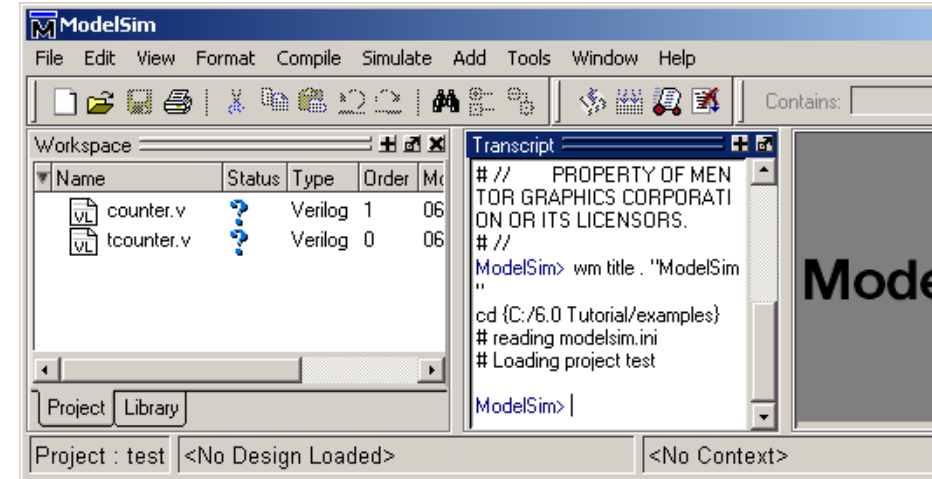 ModelSim
File Edit View Format Compile Simulate Add Tools Window Help
Contains:
Workspace
Name Status Type Order Mo
VL counter.v ? Verilog 1 06
VL tcounter.v ? Verilog 0 06
Project Library
Transcript
# // PROPERTY OF MEN
TOR GRAPHICS CORPORATI
ON OR ITS LICENSORS.
# //
ModelSim> wm title . "ModelSim
"
cd {C:/6.0 Tutorial/examples}
# reading modelsim.ini
# Loading project test
ModelSim>
Mode
Project : test <No Design Loaded> <No Context>